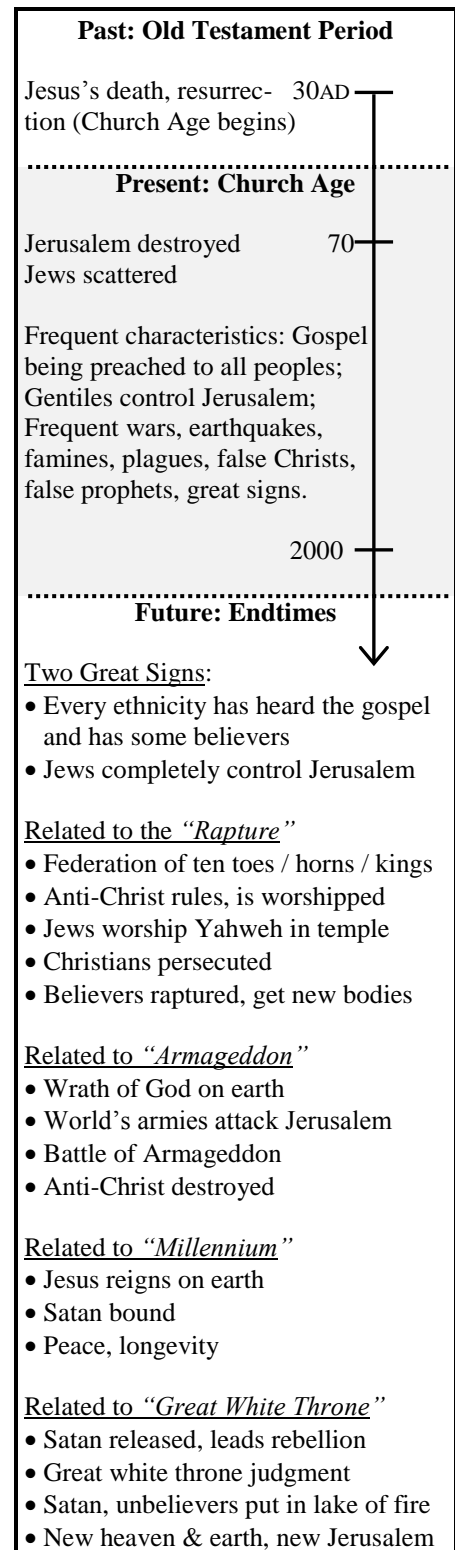 Past: Old Testament Period
Jesus’s death, resurrec- 30AD
tion (Church Age begins)
Present: Church Age
Jerusalem destroyed 70
Jews scattered
Frequent characteristics: Gospel
being preached to all peoples;
Gentiles control Jerusalem;
Frequent wars, earthquakes,
famines, plagues, false Christs,
false prophets, great signs.
2000
Future: Endtimes
Two Great Signs:
• Every ethnicity has heard the gospel
and has some believers
• Jews completely control Jerusalem
Related to the “Rapture”
• Federation of ten toes / horns / kings
• Anti-Christ rules, is worshipped
• Jews worship Yahweh in temple
• Christians persecuted
• Believers raptured, get new bodies
Related to “Armageddon”
• Wrath of God on earth
• World’s armies attack Jerusalem
• Battle of Armageddon
• Anti-Christ destroyed
Related to “Millennium”
• Jesus reigns on earth
• Satan bound
• Peace, longevity
Related to “Great White Throne”
• Satan released, leads rebellion
• Great white throne judgment
• Satan, unbelievers put in lake of fire
• New heaven & earth, new Jerusalem